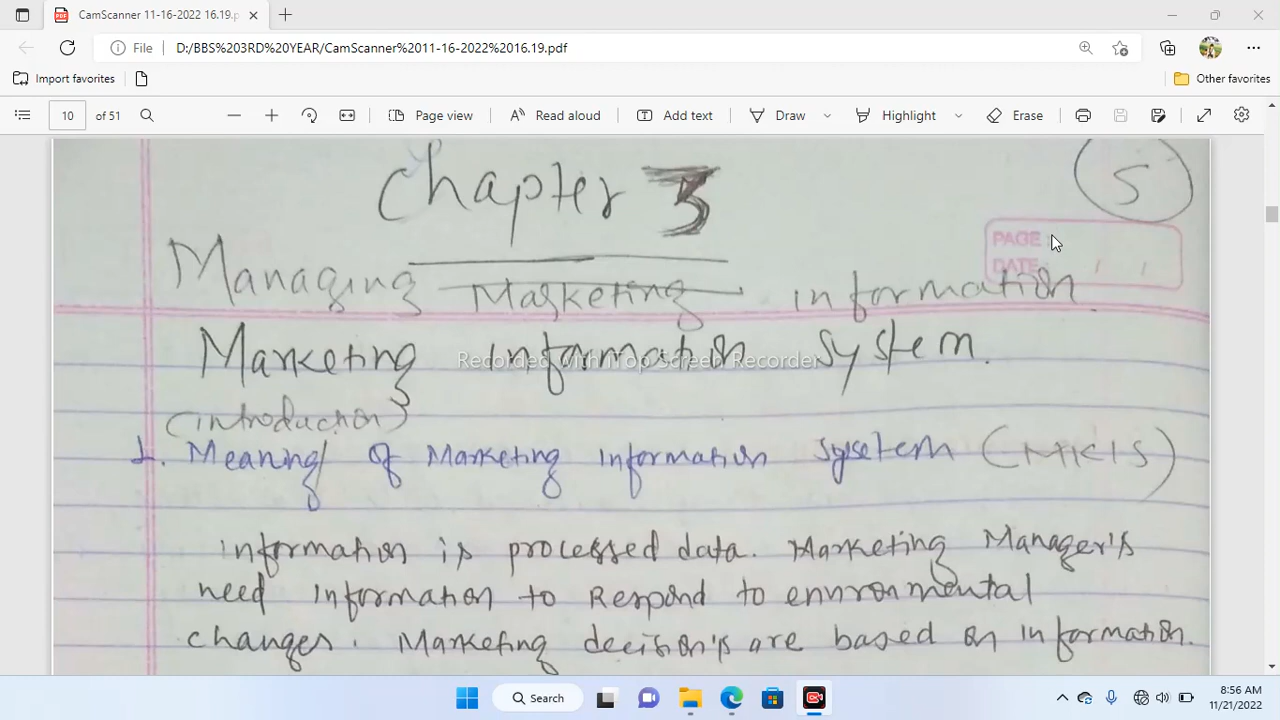 CamScanner 11-16-2022 16.19.p
File D:/BBS%203RD%20YEAR/CamScanner%2011-16-2022%2016.19.pdf
Import favorites Other favorites
10 of 51 Page view Read aloud Add text Draw Highlight Erase
Chapter 3
5
PAGE :
DATE : / /
Managing Marketing information
Marketing information System.
Recorded with iTop Screen Recorder
(introduction)
1. Meaning of Marketing information sysetem (MKIS)
information is processed data. Marketing Manager's
need information to Respond to environmental
changes. Marketing decision's are based on information.
Search
8:56 AM
11/21/2022